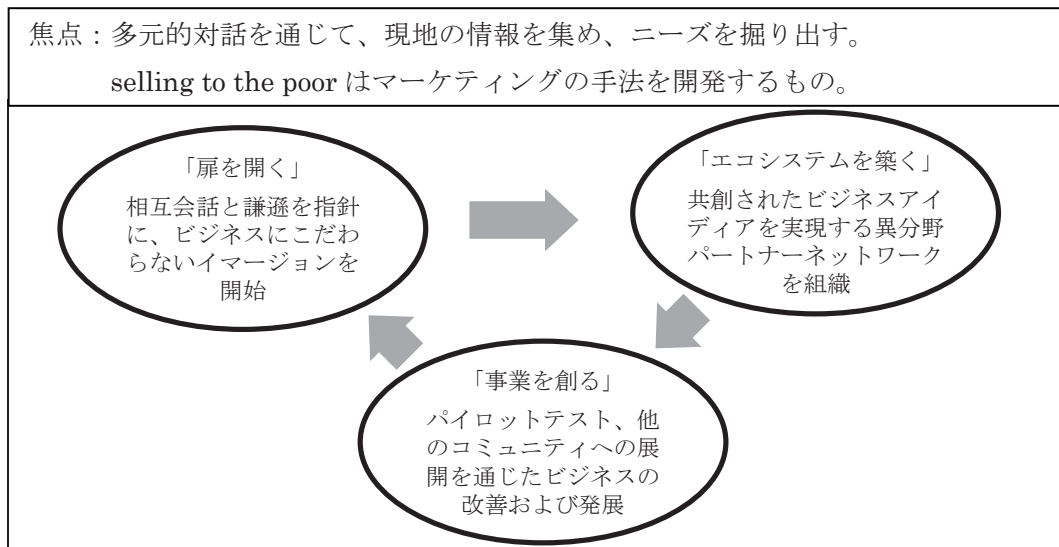 焦点：多元的対話を通じて、現地の情報を集め、ニーズを掘り出す。
selling to the poor はマーケティングの手法を開発するもの。
「扉を開く」
相互会話と謙遜を指針
に、ビジネスにこだわ
らないイマージョンを
開始
「エコシステムを築く」
共創されたビジネスアイ
ディアを実現する異分野
パートナーネットワーク
を組織
「事業を創る」
パイロットテスト、他
のコミュニティへの展
開を通じたビジネスの
改善および発展